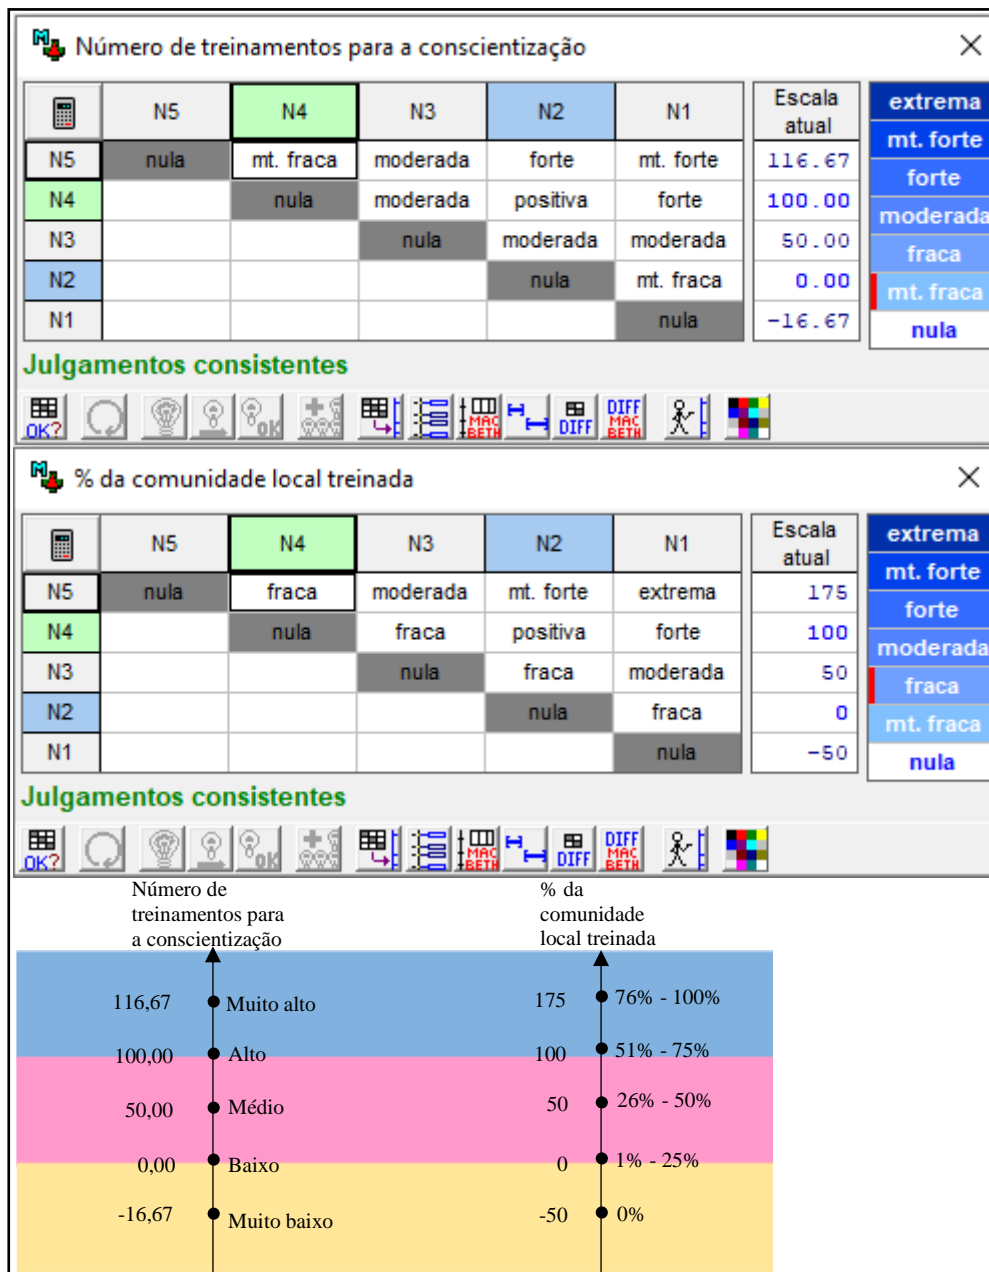 Número de treinamentos para a conscientização
N5 N4 N3 N2 N1 Escala atual
N5 nula mt. fraca moderada forte mt. forte 116.67
N4 nula moderada positiva forte 100.00
N3 nula moderada moderada 50.00
N2 nula mt. fraca 0.00
N1 nula -16.67
extrema
mt. forte
forte
moderada
fraca
mt. fraca
nula
Julgamentos consistentes
OK? OK MAC BETH DIFF DIFF MAC BETH
% da comunidade local treinada
N5 N4 N3 N2 N1 Escala atual
N5 nula fraca moderada mt. forte extrema 175
N4 nula fraca positiva forte 100
N3 nula fraca moderada 50
N2 nula fraca 0
N1 nula -50
extrema
mt. forte
forte
moderada
fraca
mt. fraca
nula
Julgamentos consistentes
OK? OK MAC BETH DIFF DIFF MAC BETH
Número de
treinamentos para
a conscientização
% da
comunidade
local treinada
116,67 Muito alto 175 76% - 100%
100,00 Alto 100 51% - 75%
50,00 Médio 50 26% - 50%
0,00 Baixo 0 1% - 25%
-16,67 Muito baixo -50 0%